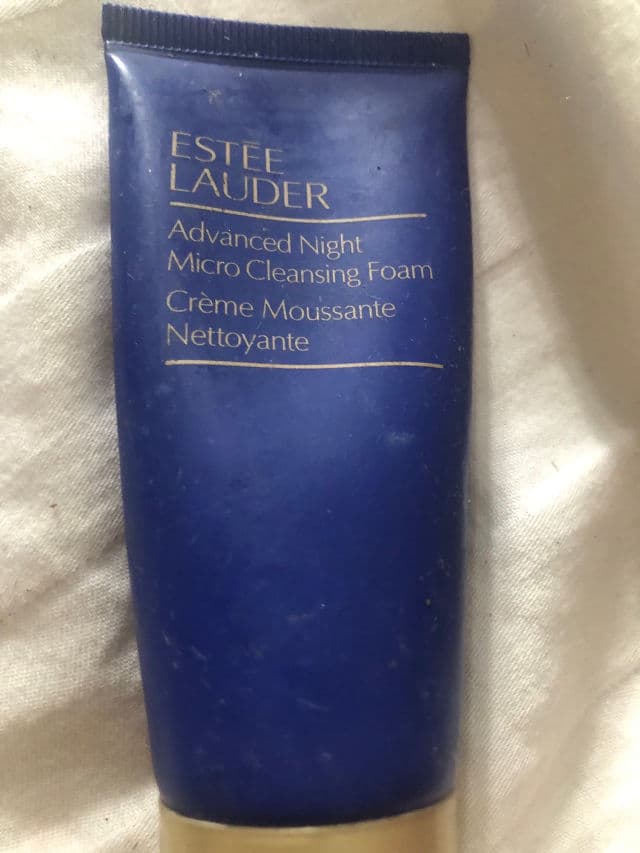 ESTĒE
LAUDER
Advanced Night
Micro Cleansing Foam
Crème Moussante
Nettoyante